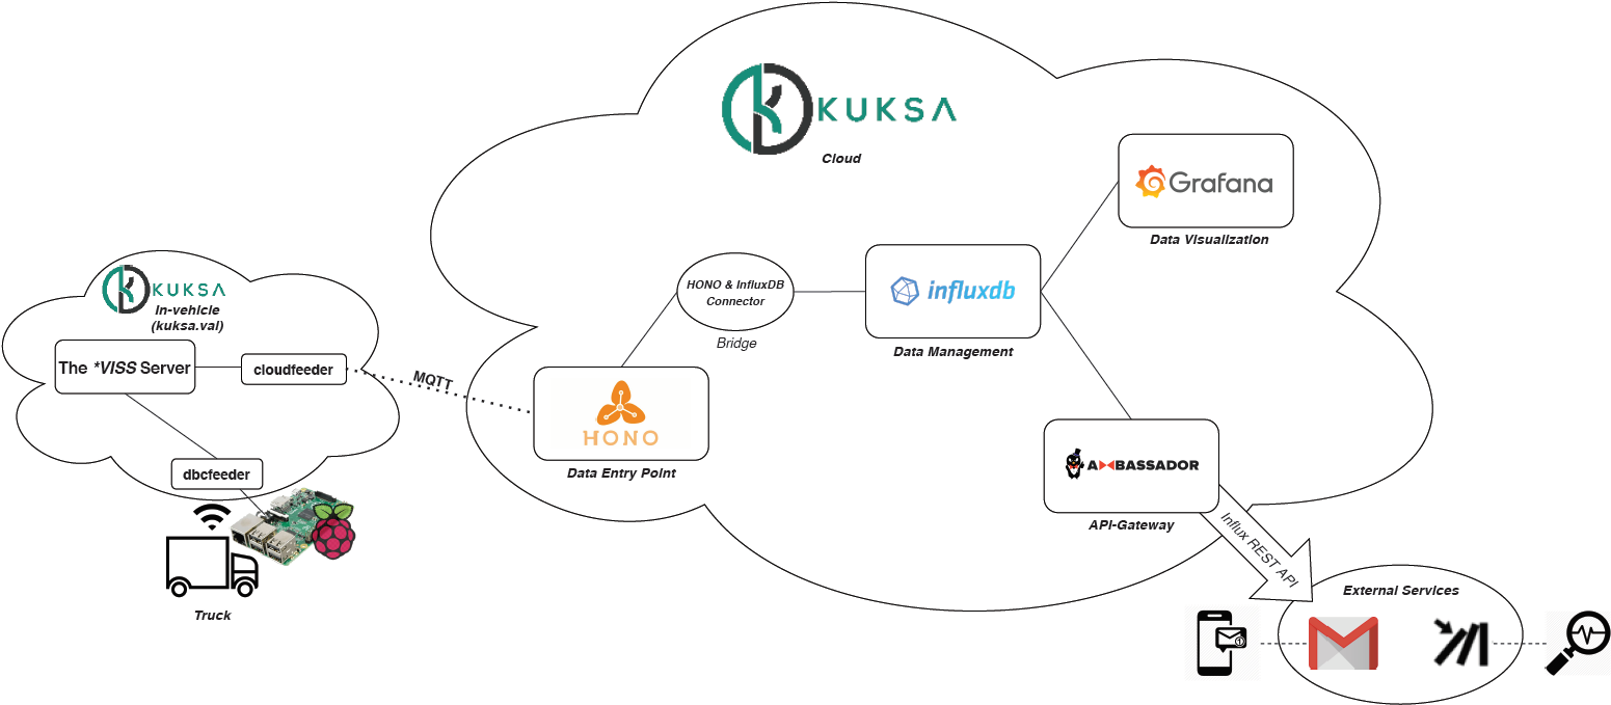 KUKSA
Cloud
Grafana
Data Visualization
HONO & InfluxDB
Connector
Bridge
influxdb
Data Management
KUKSA
In-vehicle
(kuksa.val)
The *VISS Server
cloudfeeder
MQTT
HONO
Data Entry Point
dbcfeeder
Truck
AMBASSADOR
API-Gateway
Influx REST API
External Services